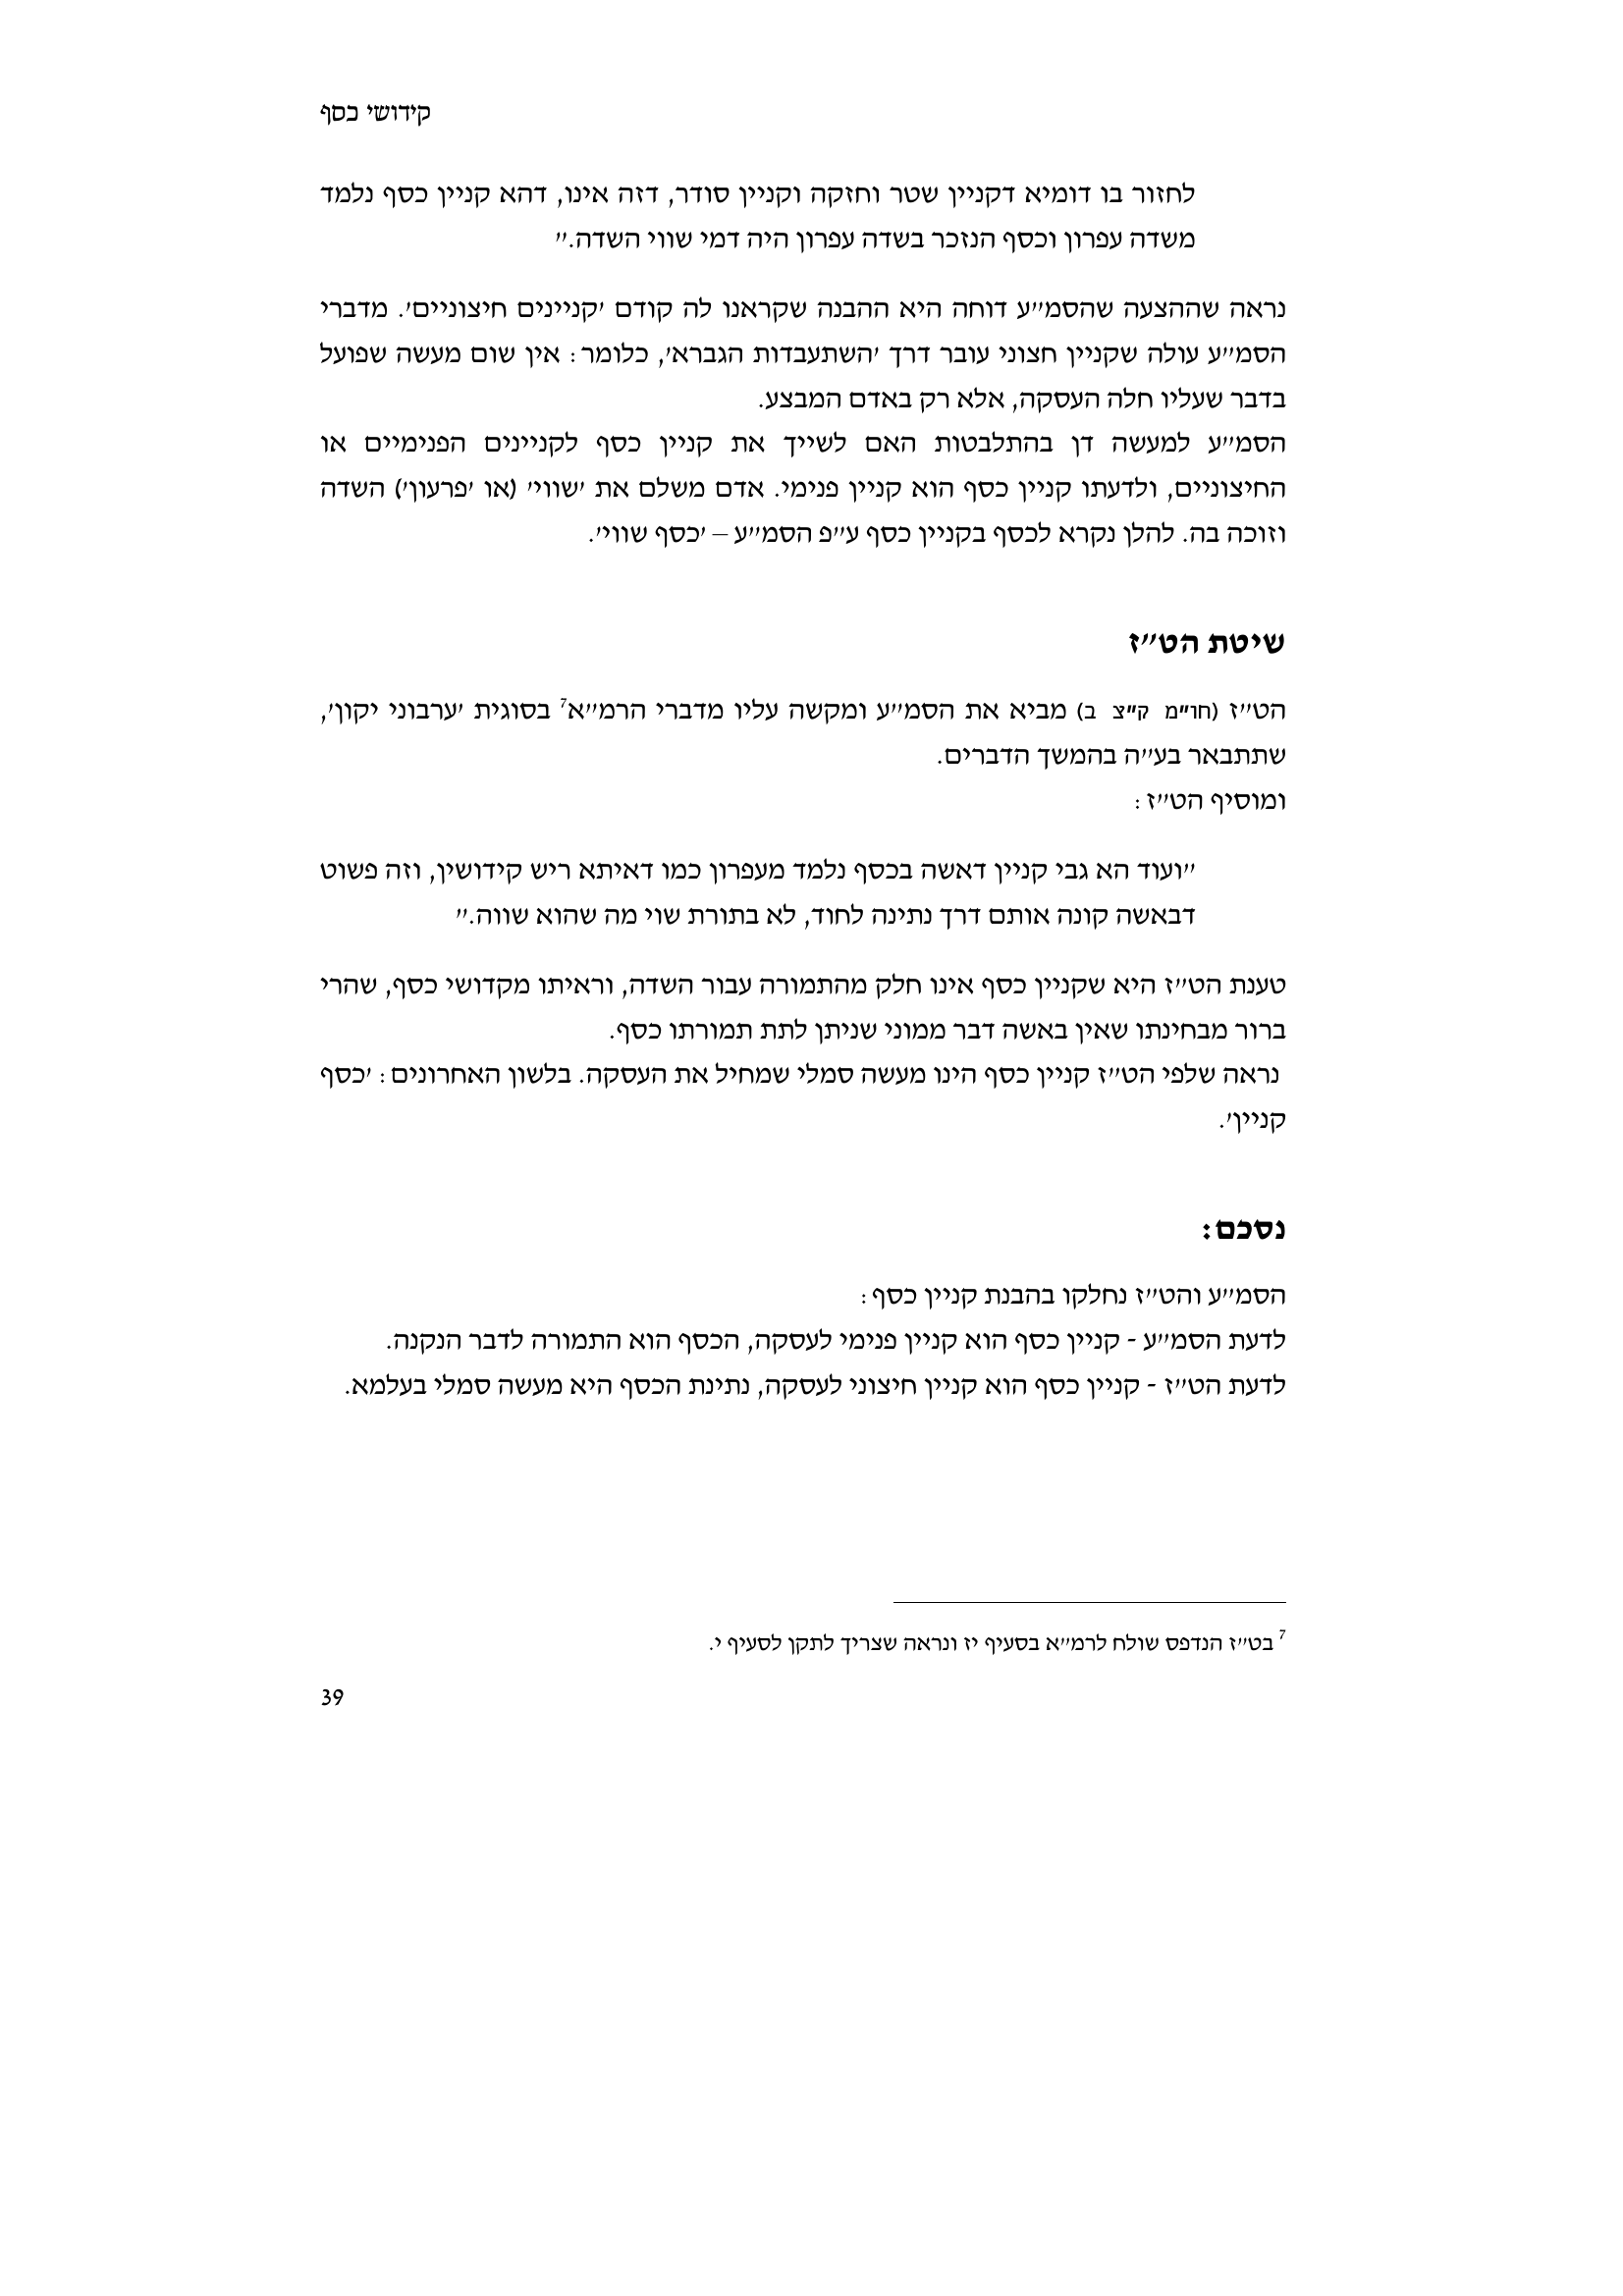 קידושי כסף
לחזור בו דומיא דקניין שטר וחזקה וקניין סודר, דזה אינו, דהא קניין כסף נלמד
משדה עפרון וכסף הנזכר בשדה עפרון היה דמי שווי השדה."
נראה שההצעה שהסמ"ע דוחה היא ההבנה שקראנו לה קודם 'קניינים חיצוניים'. מדברי
הסמ"ע עולה שקניין חצוני עובר דרך 'השתעבדות הגברא', כלומר: אין שום מעשה שפועל
בדבר שעליו חלה העסקה, אלא רק באדם המבצע.
הסמ"ע למעשה דן בהתלבטות האם לשייך את קניין כסף לקניינים הפנימיים או
החיצוניים, ולדעתו קניין כסף הוא קניין פנימי. אדם משלם את 'שווי' (או 'פרעון') השדה
וזוכה בה. להלן נקרא לכסף בקניין כסף ע"פ הסמ"ע – 'כסף שווי'.
שיטת הט"ז
הט"ז (חו"מ ק"צ ב) מביא את הסמ"ע ומקשה עליו מדברי הרמ"א7 בסוגית 'ערבוני יקון',
שתתבאר בע"ה בהמשך הדברים.
ומוסיף הט"ז:
"ועוד הא גבי קניין דאשה בכסף נלמד מעפרון כמו דאיתא ריש קידושין, וזה פשוט
דבאשה קונה אותם דרך נתינה לחוד, לא בתורת שוי מה שהוא שווה."
טענת הט"ז היא שקניין כסף אינו חלק מהתמורה עבור השדה, וראיתו מקדושי כסף, שהרי
ברור מבחינתו שאין באשה דבר ממוני שניתן לתת תמורתו כסף.
נראה שלפי הט"ז קניין כסף הינו מעשה סמלי שמחיל את העסקה. בלשון האחרונים: 'כסף
קניין'.
נסכם:
הסמ"ע והט"ז נחלקו בהבנת קניין כסף:
לדעת הסמ"ע - קניין כסף הוא קניין פנימי לעסקה, הכסף הוא התמורה לדבר הנקנה.
לדעת הט"ז - קניין כסף הוא קניין חיצוני לעסקה, נתינת הכסף היא מעשה סמלי בעלמא.
7 בט"ז הנדפס שולח לרמ"א בסעיף יז ונראה שצריך לתקן לסעיף י.
39